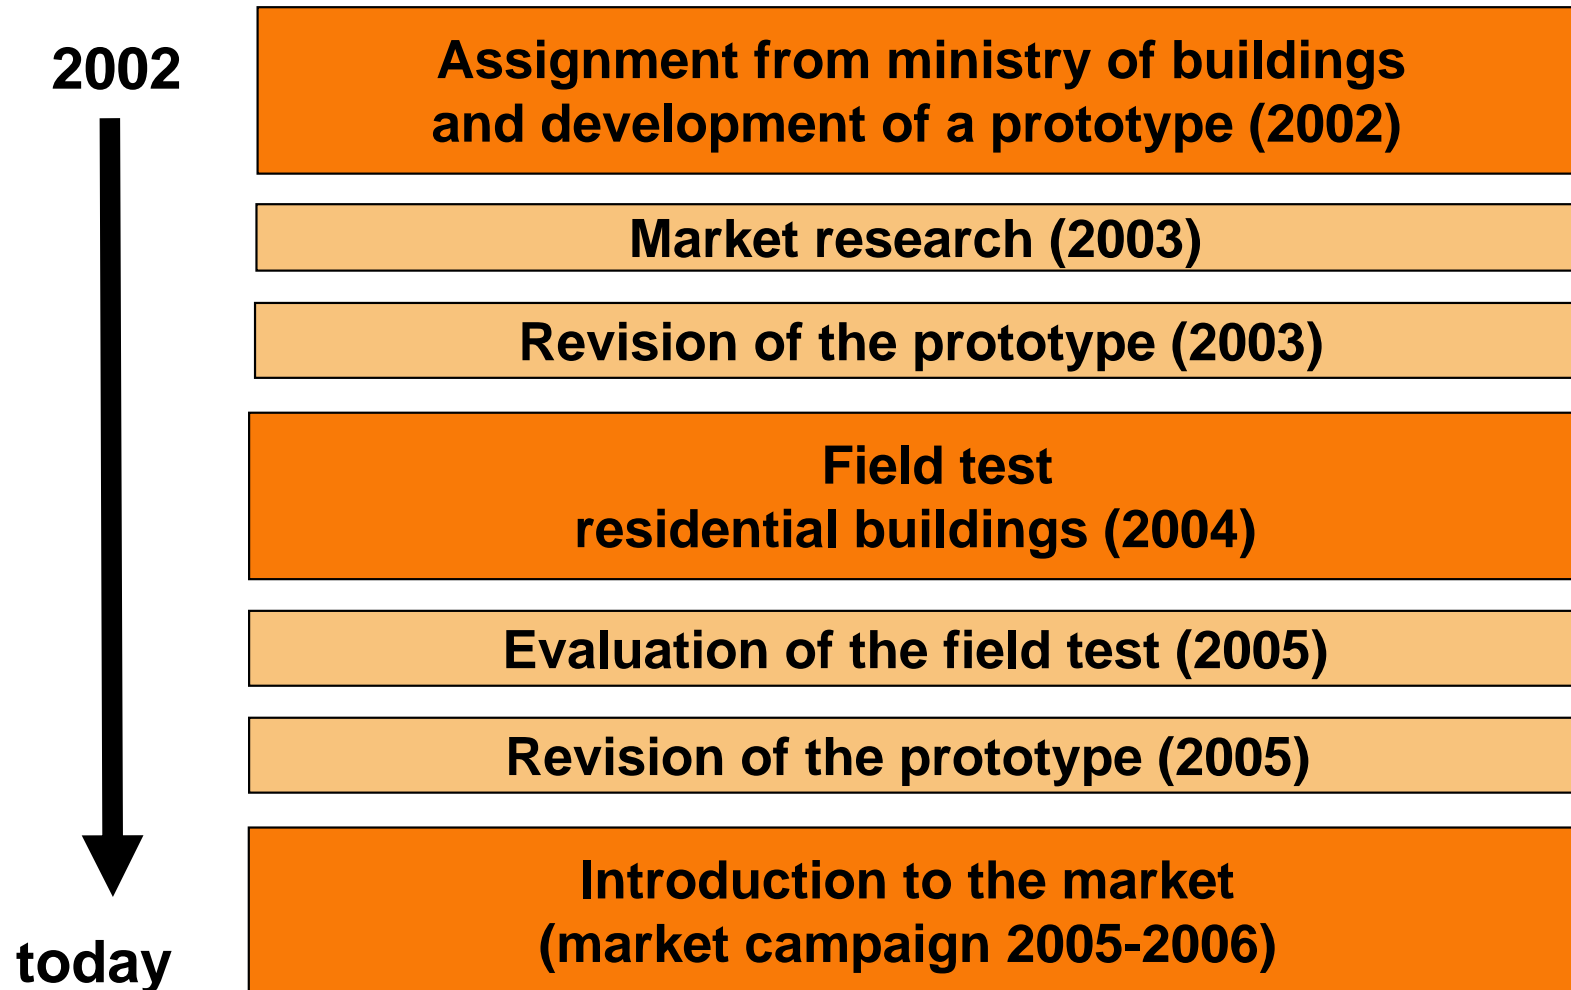 2002
Assignment from ministry of buildings
and development of a prototype (2002)
Market research (2003)
Revision of the prototype (2003)
Field test
residential buildings (2004)
Evaluation of the field test (2005)
Revision of the prototype (2005)
Introduction to the market
(market campaign 2005-2006)
today